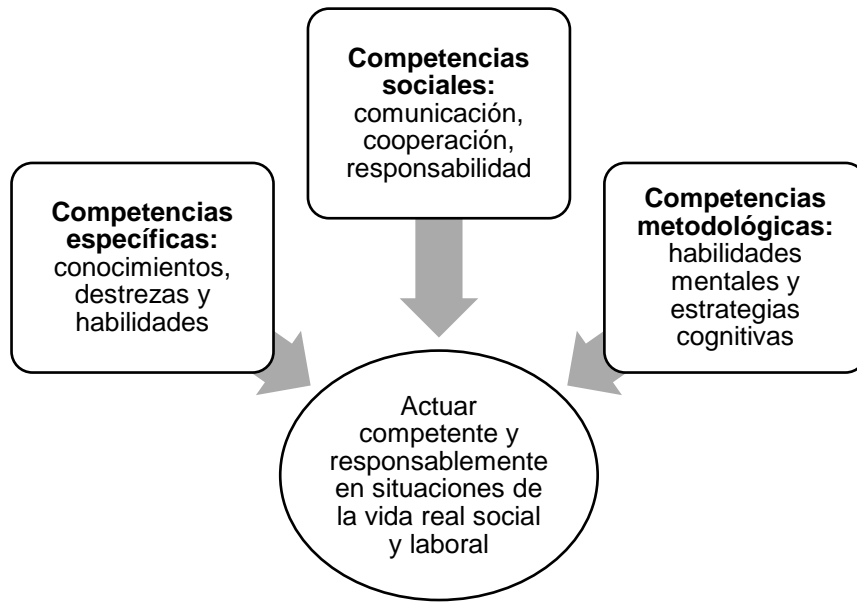 Competencias
sociales:
comunicación,
cooperación,
responsabilidad
Competencias
específicas:
conocimientos,
destrezas y
habilidades
Competencias
metodológicas:
habilidades
mentales y
estrategias
cognitivas
Actuar
competente y
responsablemente
en situaciones de
la vida real social
y laboral